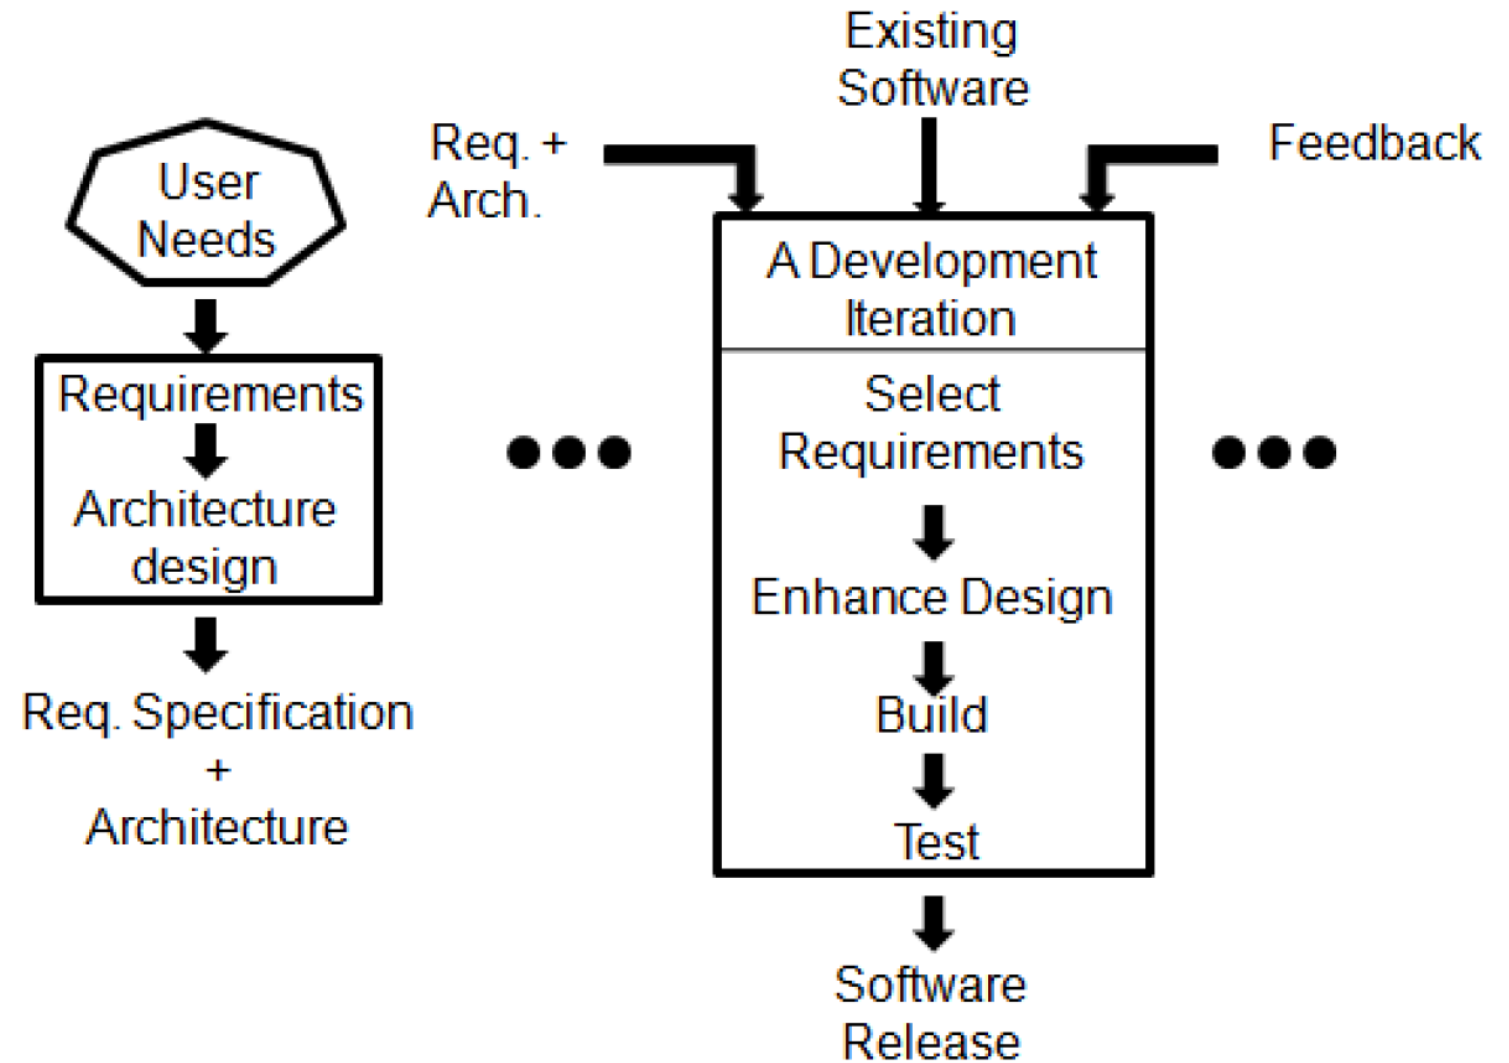 User
Needs
Requirements
Architecture
design
Req. Specification
+
Architecture
Existing
Software
Req. +
Arch.
Feedback
A Development
Iteration
Select
Requirements
Enhance Design
Build
Test
Software
Release